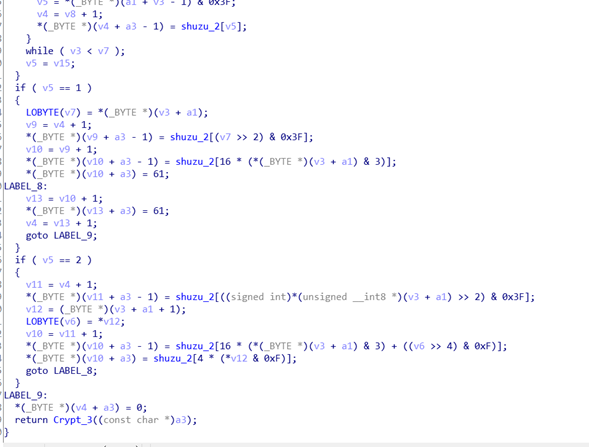 v5 = *(_BYTE *)(a1 + v3 - 1) & 0x3F;
v4 = v8 + 1;
*(_BYTE *)(v4 + a3 - 1) = shuzu_2[v5];
}
while ( v3 < v7 );
v5 = v15;
}
if ( v5 == 1 )
{
LOBYTE(v7) = *(_BYTE *)(v3 + a1);
v9 = v4 + 1;
*(_BYTE *)(v9 + a3 - 1) = shuzu_2[(v7 >> 2) & 0x3F];
v10 = v9 + 1;
*(_BYTE *)(v10 + a3 - 1) = shuzu_2[16 * (*(_BYTE *)(v3 + a1) & 3)];
*(_BYTE *)(v10 + a3) = 61;
LABEL_8:
v13 = v10 + 1;
*(_BYTE *)(v13 + a3) = 61;
v4 = v13 + 1;
goto LABEL_9;
}
if ( v5 == 2 )
{
v11 = v4 + 1;
*(_BYTE *)(v11 + a3 - 1) = shuzu_2[((signed int)*(unsigned __int8 *)(v3 + a1) >> 2) & 0x3F];
v12 = (_BYTE *)(v3 + a1 + 1);
LOBYTE(v6) = *v12;
v10 = v11 + 1;
*(_BYTE *)(v10 + a3 - 1) = shuzu_2[16 * (*(_BYTE *)(v3 + a1) & 3) + ((v6 >> 4) & 0xF)];
*(_BYTE *)(v10 + a3) = shuzu_2[4 * (*v12 & 0xF)];
goto LABEL_8;
}
LABEL_9:
*(_BYTE *)(v4 + a3) = 0;
return Crypt_3((const char *)a3);
}